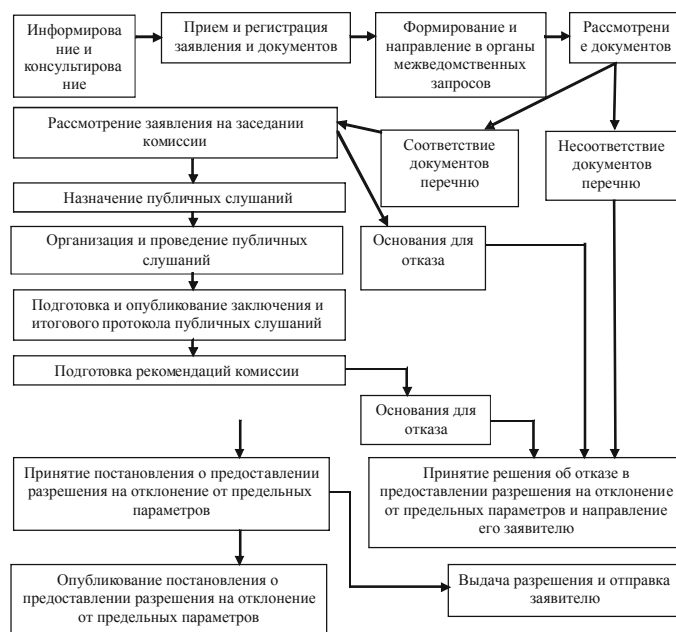 Информирова
ние и
консультирова
ние
Прием и регистрация
заявления и документов
Формирование и
направление в органы
межведомственных
запросов
Рассмотрени
е документов
Рассмотрение заявления на заседании
комиссии
Соответствие
документов
перечню
Несоответствие
документов
перечню
Назначение публичных слушаний
Организация и проведение публичных
слушаний
Основания для
отказа
Подготовка и опубликование заключения и
итогового протокола публичных слушаний
Подготовка рекомендаций комиссии
Основания для
отказа
Принятие постановления о предоставлении
разрешения на отклонение от предельных
параметров
Принятие решения об отказе в
предоставлении разрешения на отклонение
от предельных параметров и направление
его заявителю
Опубликование постановления о
предоставлении разрешения на отклонение
от предельных параметров
Выдача разрешения и отправка
заявителю